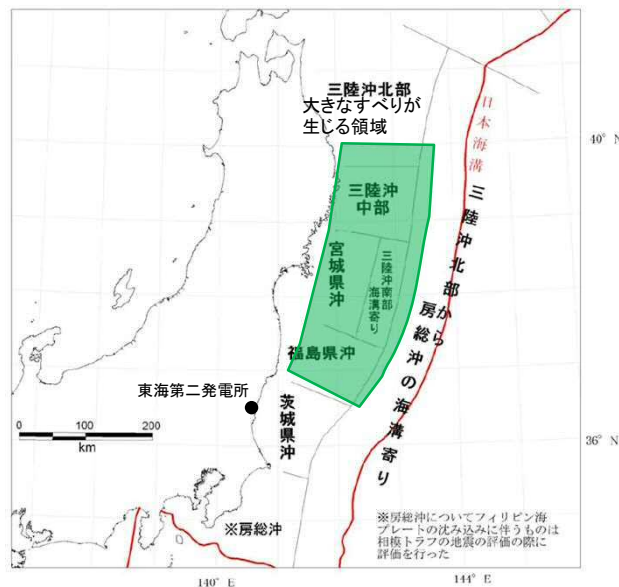 三陸沖北部
大きなすべりが
生じる領域
日本海溝
40° N
三陸沖
中部
三陸沖北部から
房総沖の海溝寄り
宮城県沖
三陸沖南部
海溝寄り
福島県沖
東海第二発電所
茨城県沖
0 50 100 200
km
36° N
※房総沖
※房総沖についてフィリピン海
プレートの沈み込みに伴うものは
相模トラフの地震の評価の際に
評価を行った
140° E
144° E